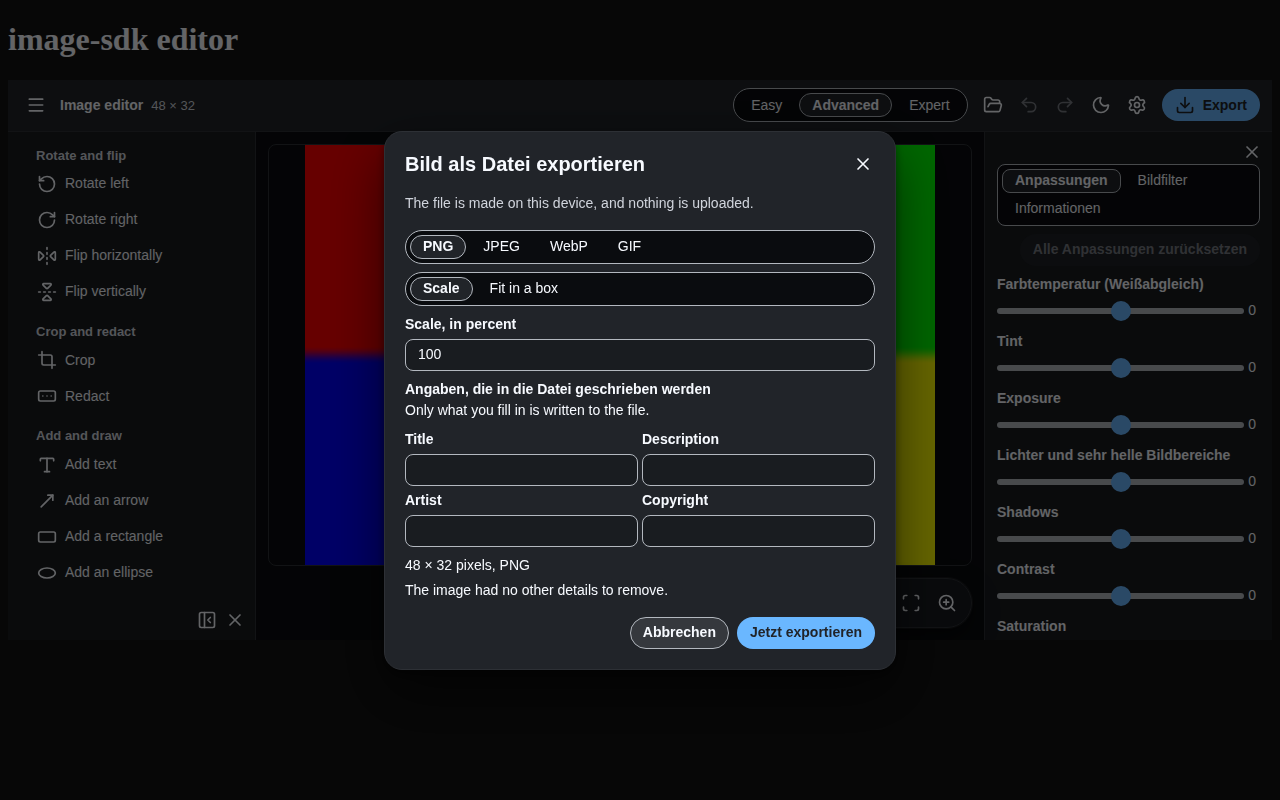 image-sdk editor
Image editor 48 × 32
Easy Advanced Expert
Export
Rotate and flip
Rotate left
Rotate right
Flip horizontally
Flip vertically
Crop and redact
Crop
Redact
Add and draw
Add text
Add an arrow
Add a rectangle
Add an ellipse
Bild als Datei exportieren
The file is made on this device, and nothing is uploaded.
PNG JPEG WebP GIF
Scale Fit in a box
Scale, in percent
100
Angaben, die in die Datei geschrieben werden
Only what you fill in is written to the file.
Title Description
Artist Copyright
48 × 32 pixels, PNG
The image had no other details to remove.
Abbrechen Jetzt exportieren
Anpassungen Bildfilter
Informationen
Alle Anpassungen zurücksetzen
Farbtemperatur (Weißabgleich)
0
Tint
0
Exposure
0
Lichter und sehr helle Bildbereiche
0
Shadows
0
Contrast
0
Saturation